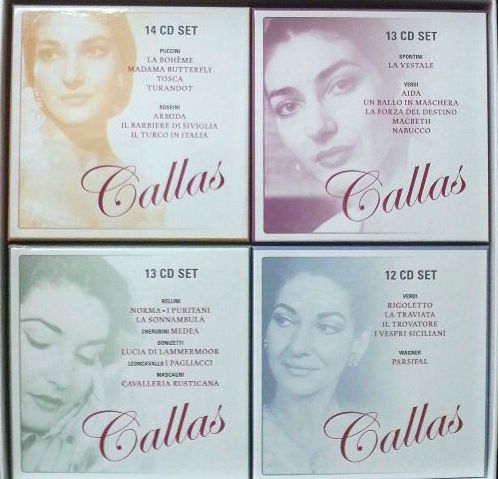 14 CD SET
PUCCINI
LA BOHÈME
MADAMA BUTTERFLY
TOSCA
TURANDOT
ROSSINI
ARMIDA
IL BARBIERE DI SIVIGLIA
IL TURCO IN ITALIA
Callas
13 CD SET
SPONTINI
LA VESTALE
VERDI
AIDA
UN BALLO IN MASCHERA
LA FORZA DEL DESTINO
MACBETH
NABUCCO
Callas
13 CD SET
BELLINI
NORMA • I PURITANI
LA SONNAMBULA
CHERUBINI MEDEA
DONIZETTI
LUCIA DI LAMMERMOOR
LEONCAVALLO I PAGLIACCI
MASCAGNI
CAVALLERIA RUSTICANA
Callas
12 CD SET
VERDI
RIGOLETTO
LA TRAVIATA
IL TROVATORE
I VESPRI SICILIANI
WAGNER
PARSIFAL
Callas